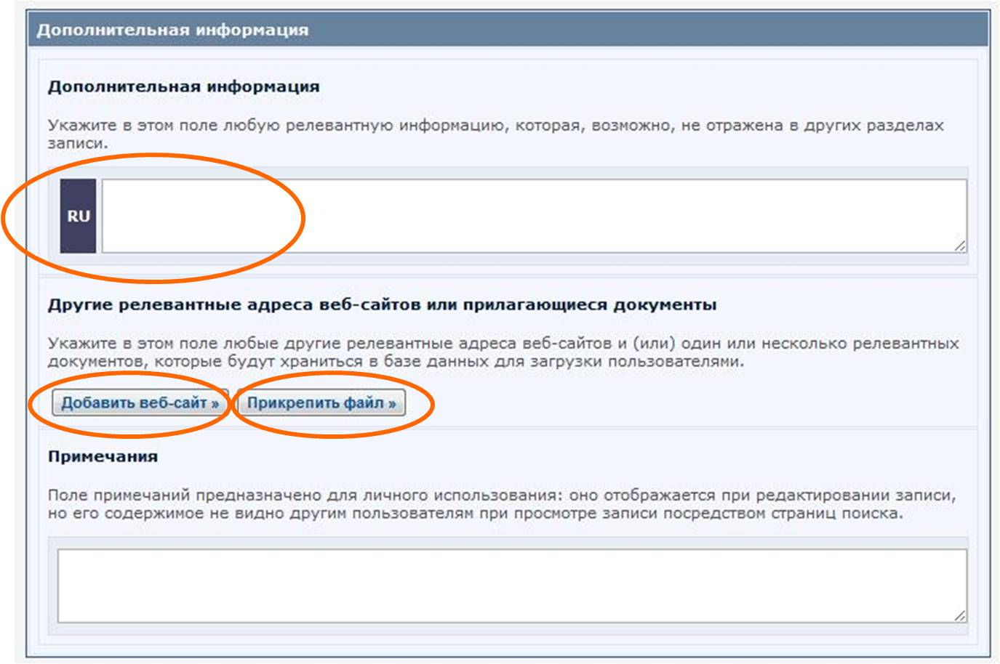 Дополнительная информация
Дополнительная информация
Укажите в этом поле любую релевантную информацию, которая, возможно, не отражена в других разделах
записи.
RU
Другие релевантные адреса веб-сайтов или прилагающиеся документы
Укажите в этом поле любые другие релевантные адреса веб-сайтов и (или) один или несколько релевантных
документов, которые будут храниться в базе данных для загрузки пользователями.
Добавить веб-сайт » Прикрепить файл »
Примечания
Поле примечаний предназначено для личного использования: оно отображается при редактировании записи,
но его содержимое не видно другим пользователям при просмотре записи посредством страниц поиска.